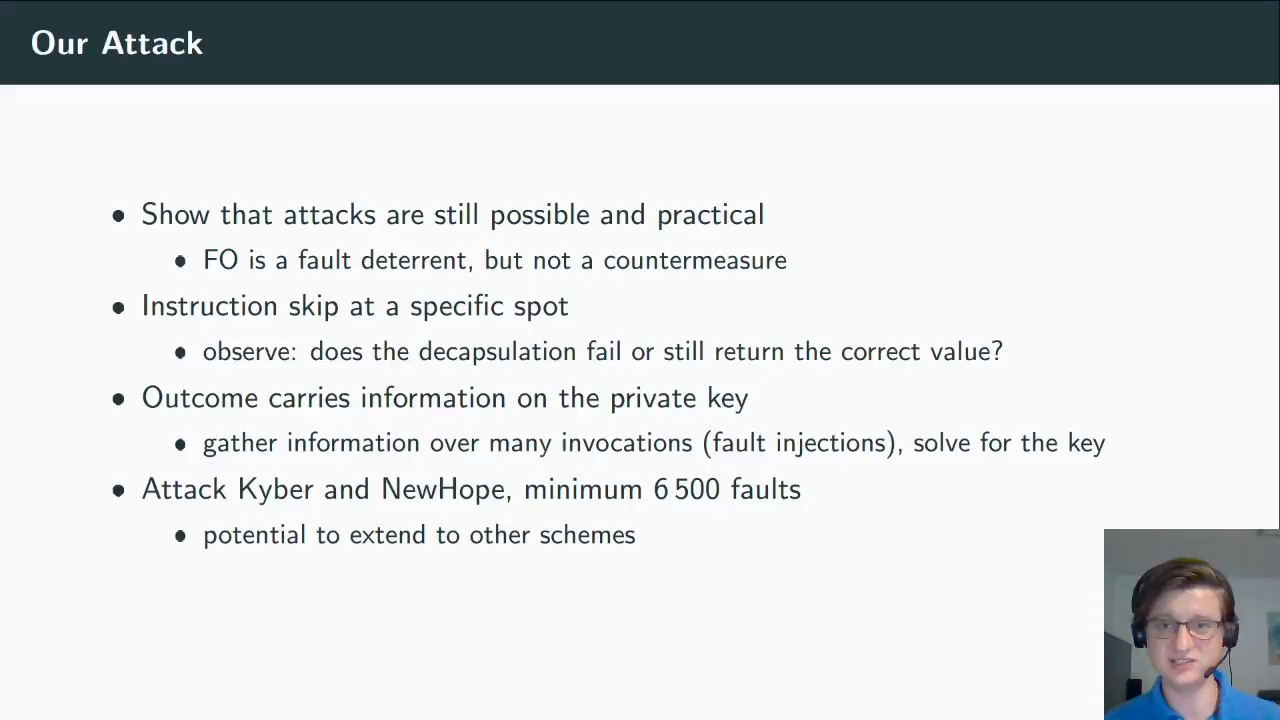 Our Attack
• Show that attacks are still possible and practical
• FO is a fault deterrent, but not a countermeasure
• Instruction skip at a specific spot
• observe: does the decapsulation fail or still return the correct value?
• Outcome carries information on the private key
• gather information over many invocations (fault injections), solve for the key
• Attack Kyber and NewHope, minimum 6 500 faults
• potential to extend to other schemes